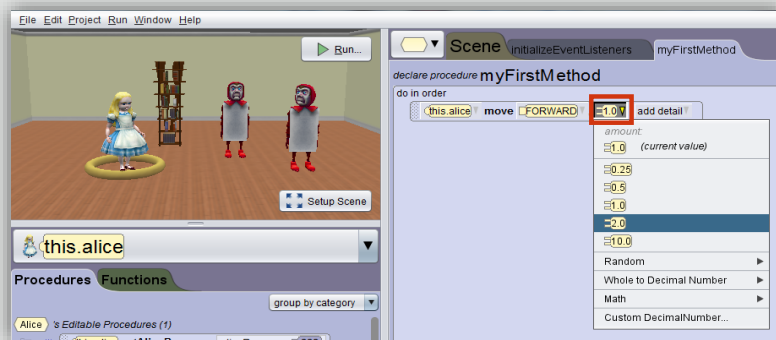 File Edit Project Run Window Help
Run...
Setup Scene
this.alice
Procedures Functions
group by category
Alice 's Editable Procedures (1)
Scene initializeEventListeners myFirstMethod
declare procedure myFirstMethod
do in order
this.alice move FORWARD 1.0 add detail
amount:
1.0 (current value)
0.25
0.5
1.0
2.0
10.0
Random
Whole to Decimal Number
Math
Custom DecimalNumber...